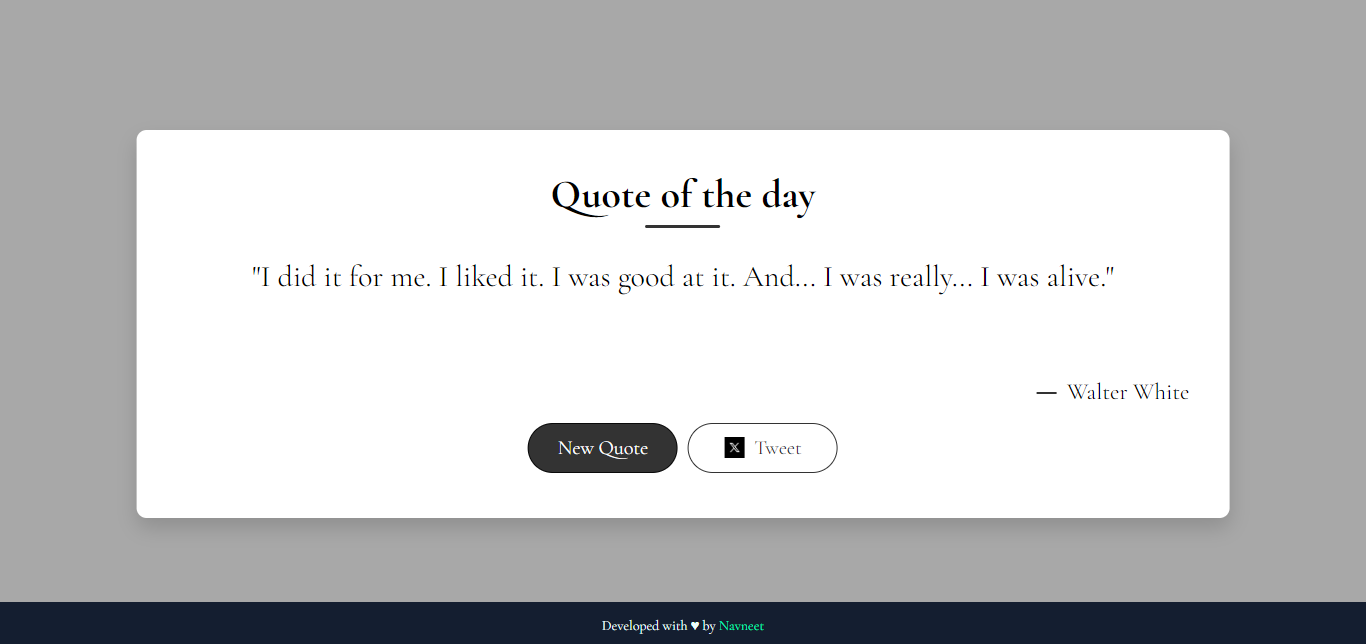 Quote of the day
"I did it for me. I liked it. I was good at it. And... I was really... I was alive."
— Walter White
New Quote
X Tweet
Developed with ♥ by Navneet